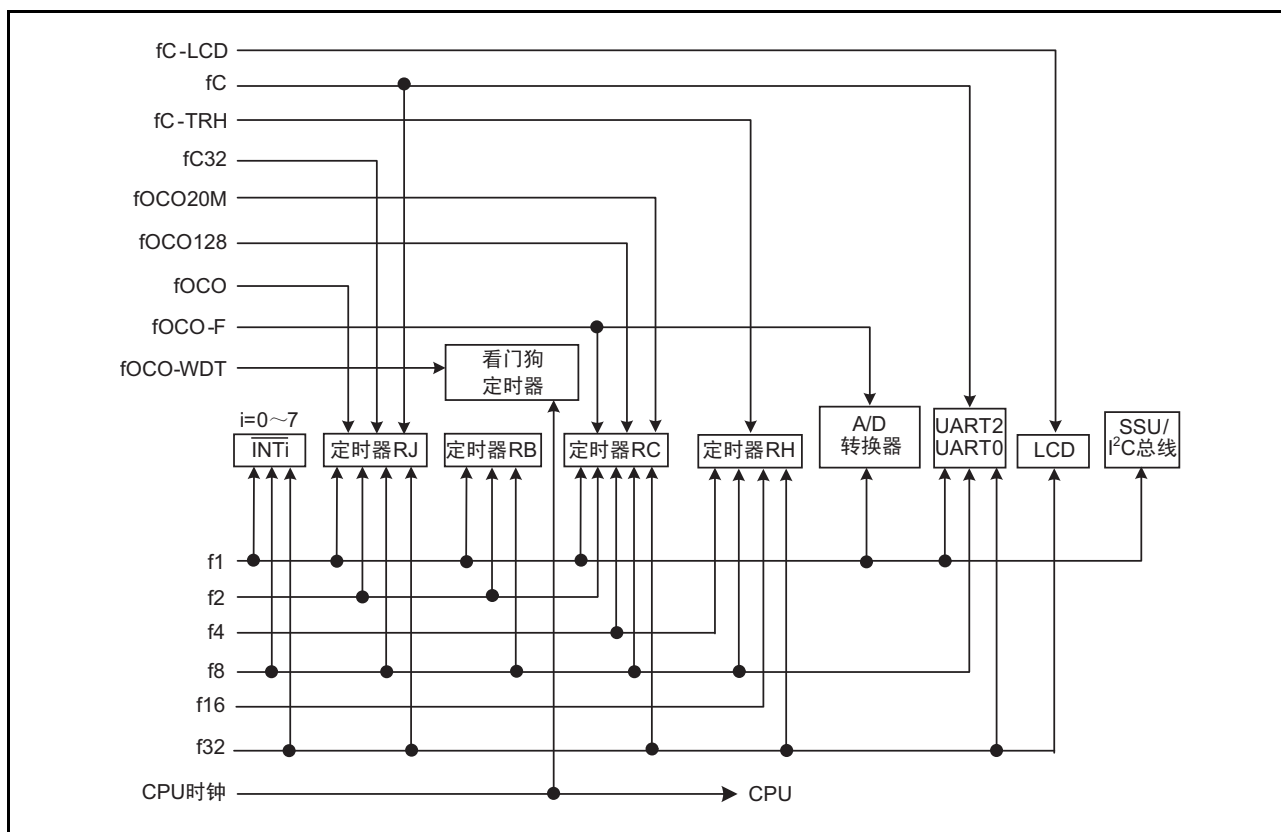 fC-LCD
fC
fC-TRH
fC32
fOCO20M
fOCO128
fOCO
fOCO-F
fOCO-WDT
看门狗
定时器
i=0～7
INTi
定时器RJ
定时器RB
定时器RC
定时器RH
A/D
转换器
UART2
UART0
LCD
SSU/
I²C总线
f1
f2
f4
f8
f16
f32
CPU时钟
CPU